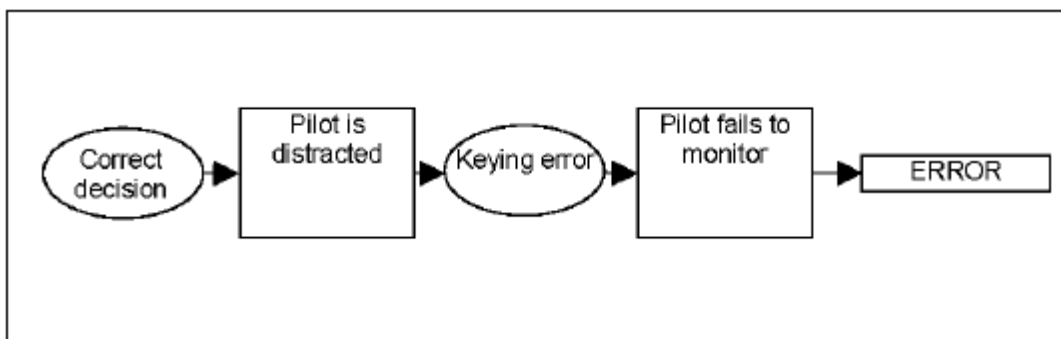 Correct
decision
Pilot is
distracted
Keying error
Pilot fails to
monitor
ERROR